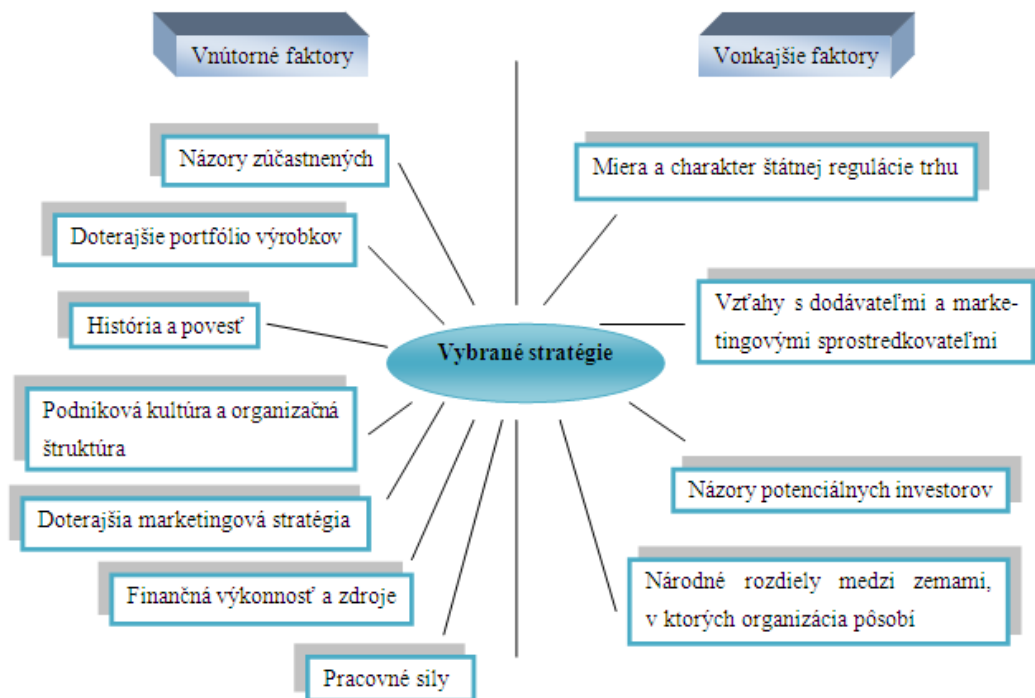 Vnútorné faktory
Vonkajšie faktory
Názory zúčastnených
Doterajšie portfólio výrobkov
História a povesť
Podniková kultúra a organizačná
štruktúra
Doterajšia marketingová stratégia
Finančná výkonnosť a zdroje
Pracovné sily
Vybrané stratégie
Miera a charakter štátnej regulácie trhu
Vzťahy s dodávateľmi a marke-
tingovými sprostredkovateľmi
Názory potenciálnych investorov
Národné rozdiely medzi zemami,
v ktorých organizácia pôsobí